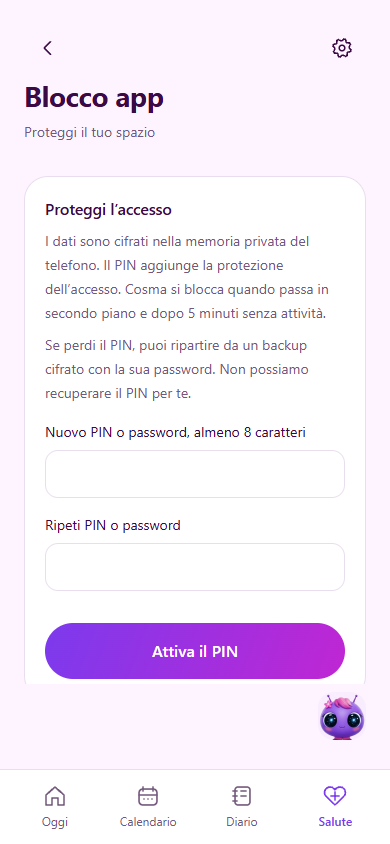 Blocco app
Proteggi il tuo spazio
Proteggi l’accesso
I dati sono cifrati nella memoria privata del
telefono. Il PIN aggiunge la protezione
dell’accesso. Cosma si blocca quando passa in
secondo piano e dopo 5 minuti senza attività.
Se perdi il PIN, puoi ripartire da un backup
cifrato con la sua password. Non possiamo
recuperare il PIN per te.
Nuovo PIN o password, almeno 8 caratteri
Ripeti PIN o password
Attiva il PIN
Oggi
Calendario
Diario
Salute